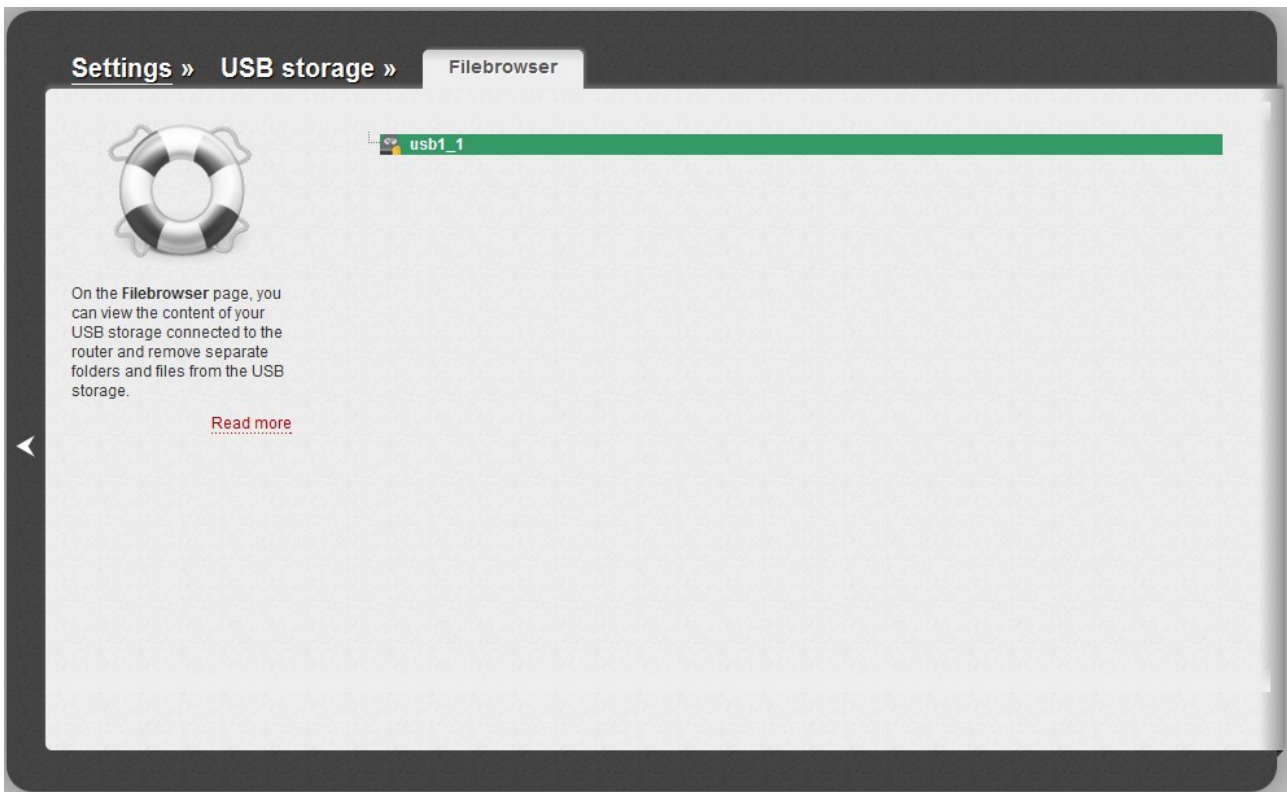 Settings » USB storage » Filebrowser
usb1_1
On the Filebrowser page, you
can view the content of your
USB storage connected to the
router and remove separate
folders and files from the USB
storage.
Read more